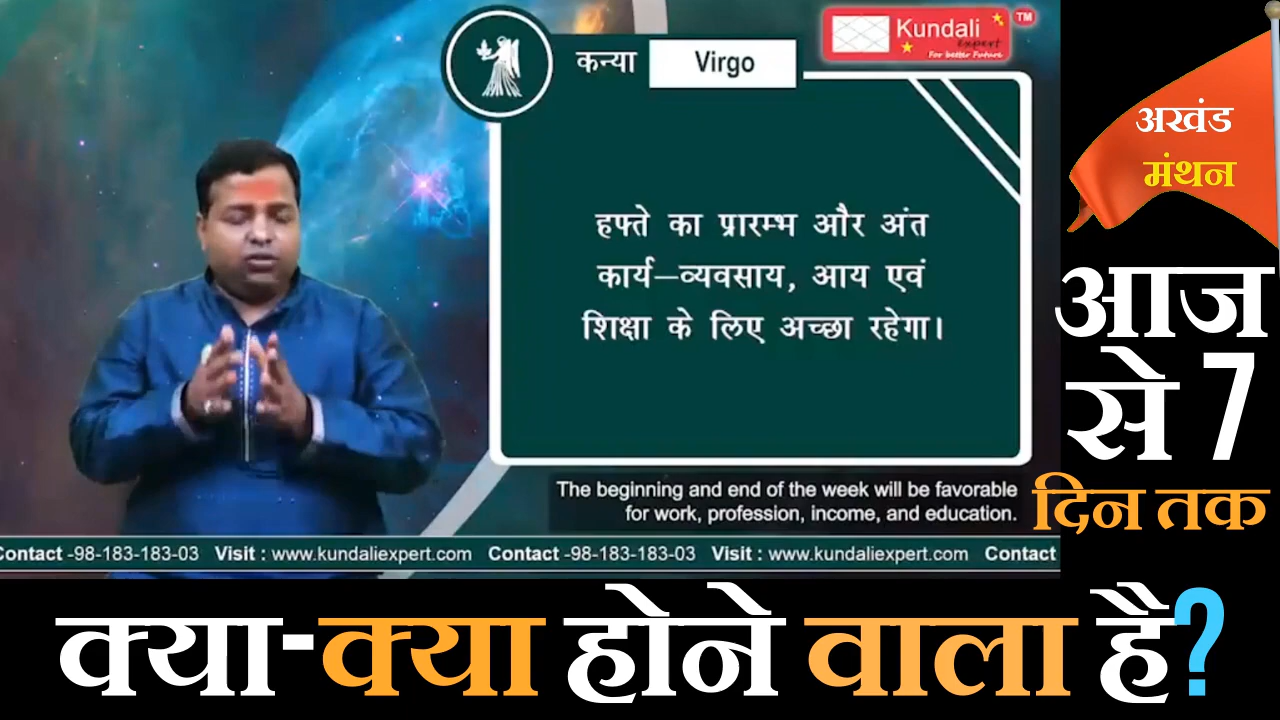 कन्या
Virgo
Kundali
TM
expert
For better Future
अखंड
मंथन
हफ्ते का प्रारम्भ और अंत
कार्य–व्यवसाय, आय एवं
शिक्षा के लिए अच्छा रहेगा।
आज
से 7
दिन तक
The beginning and end of the week will be favorable
for work, profession, income, and education.
Contact -98-183-183-03 Visit : www.kundaliexpert.com Contact -98-183-183-03 Visit : www.kundaliexpert.com Contact
क्या-क्या होने वाला है?